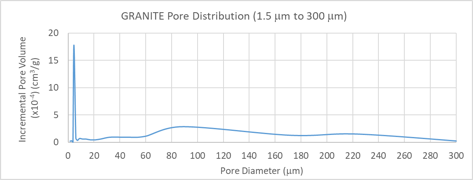 GRANITE Pore Distribution (1.5 µm to 300 µm)
Incremental Pore Volume
(x10⁻⁴) (cm³/g)
20
15
10
5
0
0 20 40 60 80 100 120 140 160 180 200 220 240 260 280 300
Pore Diameter (µm)